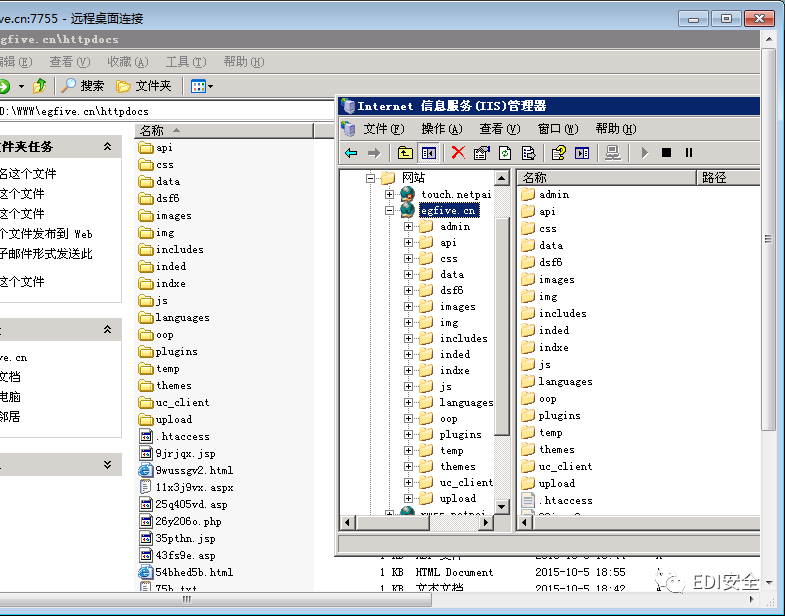 ve.cn:7755 - 远程桌面连接
gfive.cn\httpdocs
编辑(E) 查看(V) 收藏(A) 工具(T) 帮助(H)
搜索 文件夹
D:\WWW\egfive.cn\httpdocs
件夹任务
名这个文件
这个文件
这个文件
个文件发布到 Web
子邮件形式发送此
这个文件
ve.cn
文档
电脑
邻居
名称
api
css
data
dsf6
images
img
includes
inded
indxe
js
languages
oop
plugins
temp
themes
uc_client
upload
.htaccess
9jrjqx.jsp
9wussgv2.html
11x3j9vx.aspx
25q405vd.asp
26y206o.php
35pthn.jsp
43fs9e.asp
54bhed5b.html
75b.txt
Internet 信息服务(IIS)管理器
文件(F) 操作(A) 查看(V) 窗口(W) 帮助(H)
网站
touch.netpai
egfive.cn
admin
api
css
data
dsf6
images
img
includes
inded
indxe
js
languages
oop
plugins
temp
themes
uc_client
upload
名称 路径
admin
api
css
data
dsf6
images
img
includes
inded
indxe
js
languages
oop
plugins
temp
themes
uc_client
upload
.htaccess
1 KB HTML Document 2015-10-5 18:55 A
1 KB 文本文档 2015-10-5 18:42 A
EDI安全